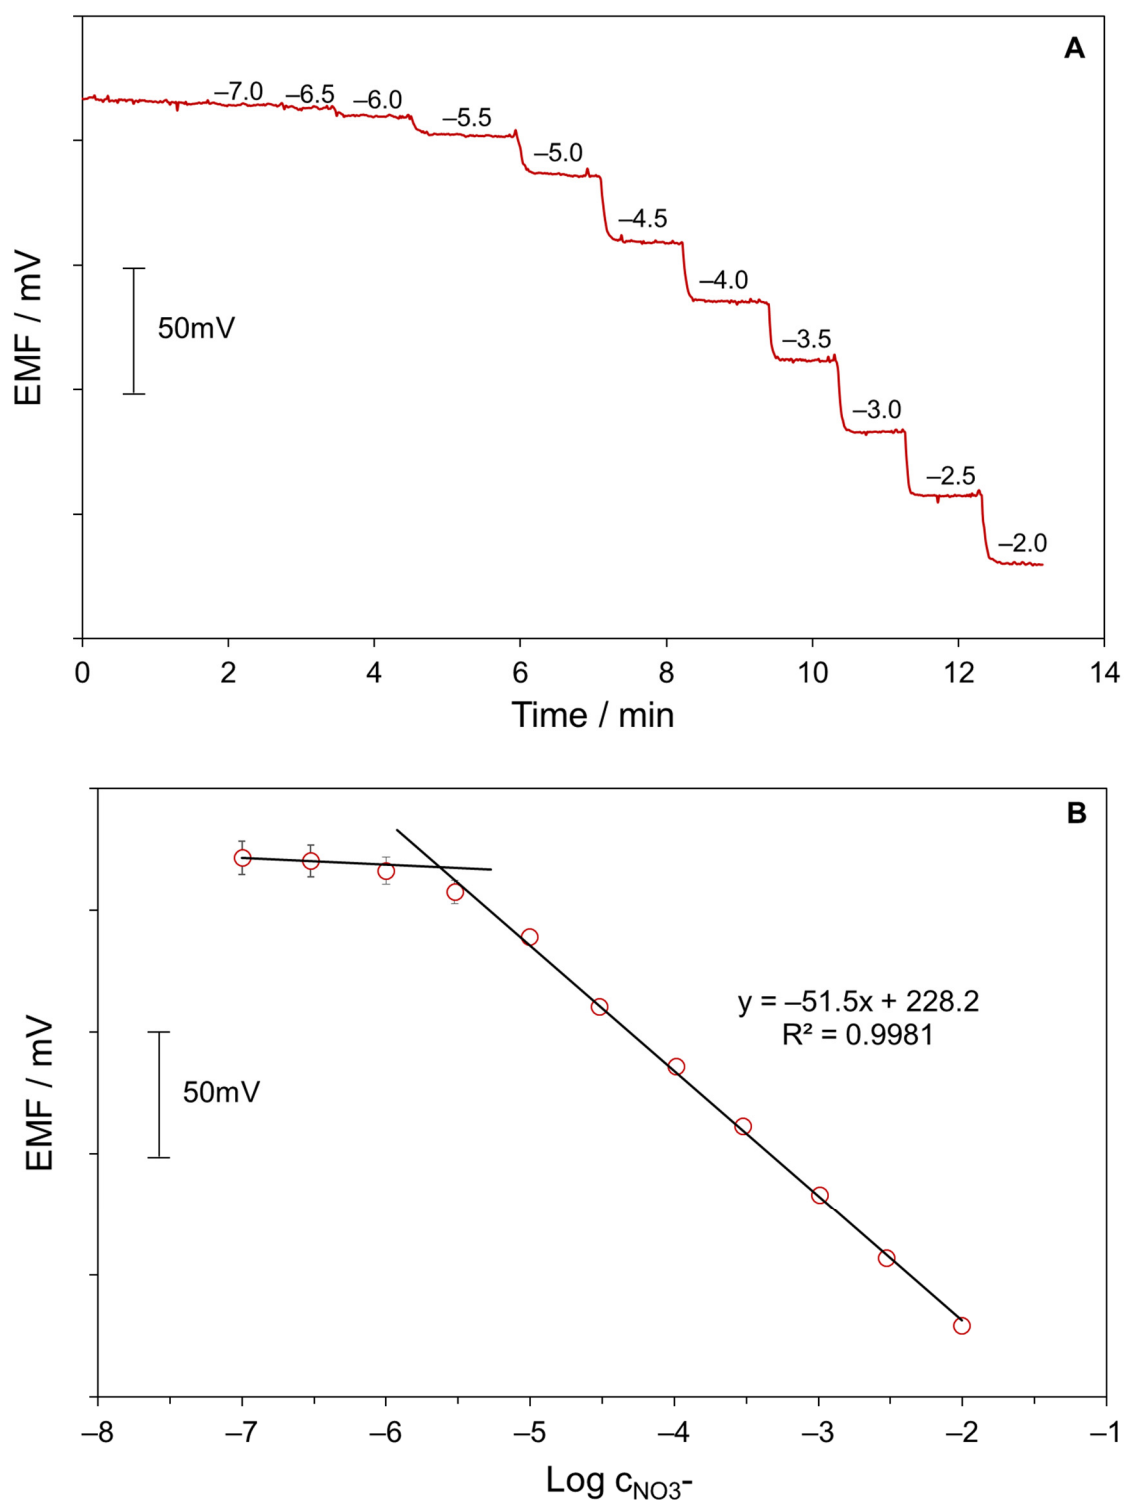 A
–7.0
–6.5
–6.0
–5.5
–5.0
–4.5
–4.0
–3.5
–3.0
–2.5
–2.0
50mV
EMF / mV
0 2 4 6 8 10 12 14
Time / min
B
y = –51.5x + 228.2
R² = 0.9981
50mV
EMF / mV
–8 –7 –6 –5 –4 –3 –2 –1
Log cNO3-